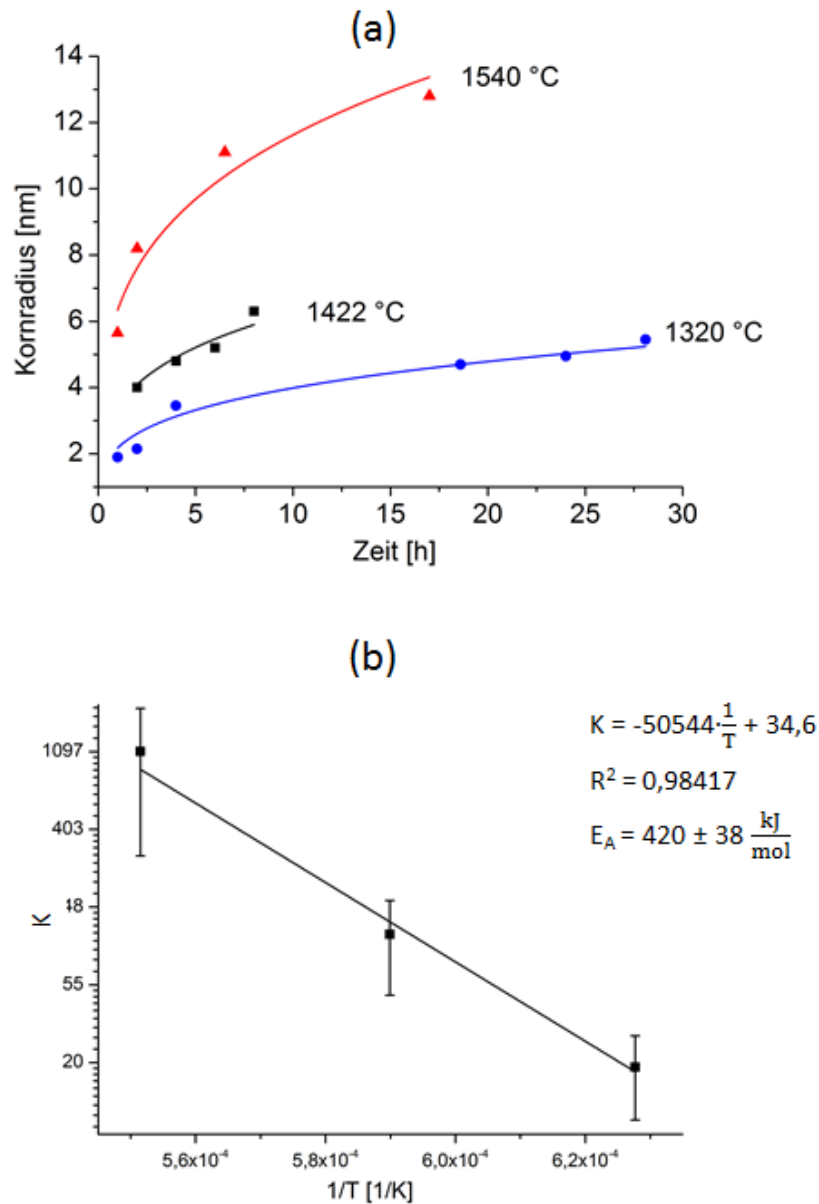 (a)
14
12
10
8
6
4
2
Kornradius [nm]
1540 °C
1422 °C
1320 °C
0 5 10 15 20 25 30
Zeit [h]
(b)
1097
403
18
55
20
K
K = -50544·1/T + 34,6
R² = 0,98417
E_A = 420 ± 38 kJ/mol
5,6x10⁻⁴ 5,8x10⁻⁴ 6,0x10⁻⁴ 6,2x10⁻⁴
1/T [1/K]